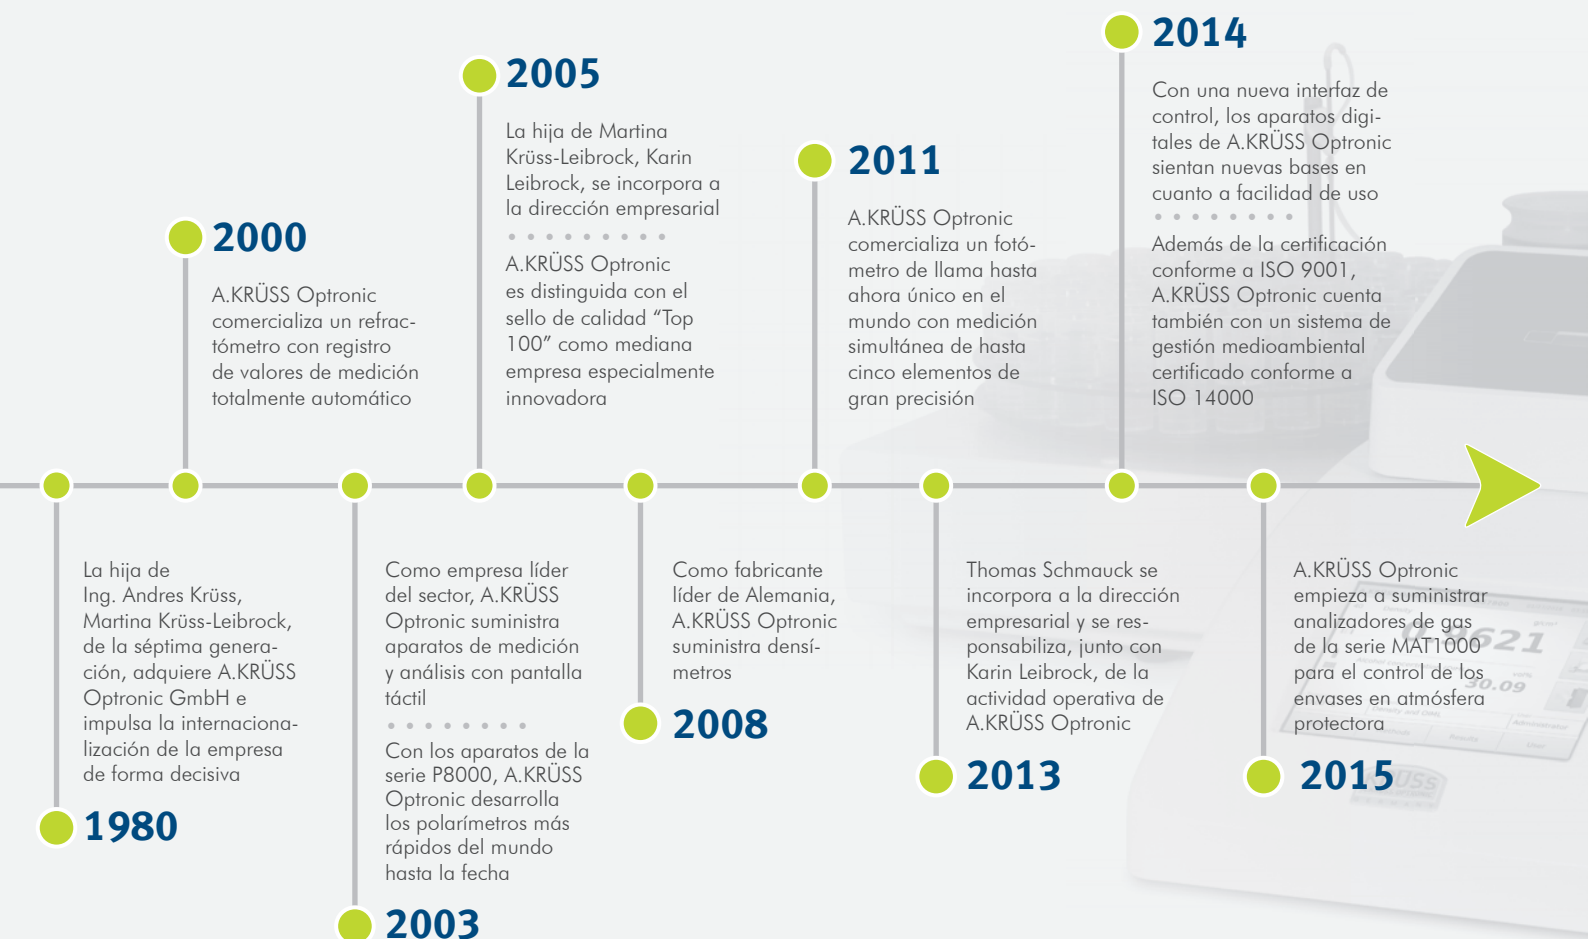 2014
Con una nueva interfaz de
control, los aparatos digi-
tales de A.KRÜSS Optronic
sientan nuevas bases en
cuanto a facilidad de uso
Además de la certificación
conforme a ISO 9001,
A.KRÜSS Optronic cuenta
también con un sistema de
gestión medioambiental
certificado conforme a
ISO 14000
2005
La hija de Martina
Krüss-Leibrock, Karin
Leibrock, se incorpora a
la dirección empresarial
A.KRÜSS Optronic
es distinguida con el
sello de calidad “Top
100” como mediana
empresa especialmente
innovadora
2011
A.KRÜSS Optronic
comercializa un fotó-
metro de llama hasta
ahora único en el
mundo con medición
simultánea de hasta
cinco elementos de
gran precisión
2000
A.KRÜSS Optronic
comercializa un refrac-
tómetro con registro
de valores de medición
totalmente automático
La hija de
Ing. Andres Krüss,
Martina Krüss-Leibrock,
de la séptima genera-
ción, adquiere A.KRÜSS
Optronic GmbH e
impulsa la internaciona-
lización de la empresa
de forma decisiva
1980
Como empresa líder
del sector, A.KRÜSS
Optronic suministra
aparatos de medición
y análisis con pantalla
táctil
Con los aparatos de la
serie P8000, A.KRÜSS
Optronic desarrolla
los polarímetros más
rápidos del mundo
hasta la fecha
2003
Como fabricante
líder de Alemania,
A.KRÜSS Optronic
suministra densí-
metros
2008
Thomas Schmauck se
incorpora a la dirección
empresarial y se res-
ponsabiliza, junto con
Karin Leibrock, de la
actividad operativa de
A.KRÜSS Optronic
2013
A.KRÜSS Optronic
empieza a suministrar
analizadores de gas
de la serie MAT1000
para el control de los
envases en atmósfera
protectora
2015
30.09
KRÜSS